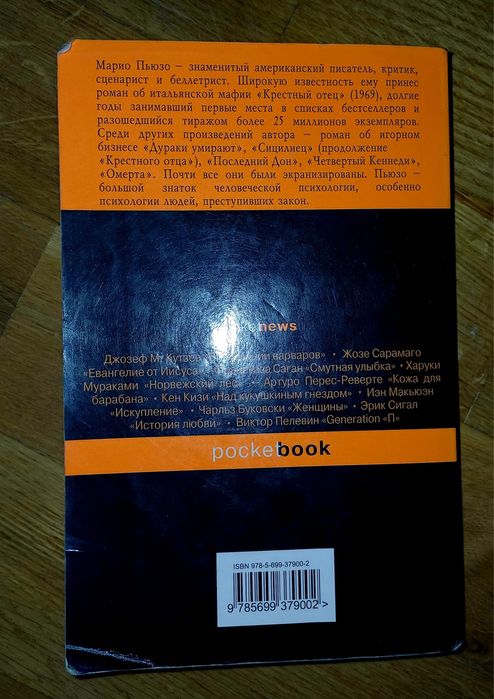 Марио Пьюзо – знаменитый американский писатель, критик,
сценарист и беллетрист. Широкую известность ему принес
роман об итальянской мафии «Крестный отец» (1969), долгие
годы занимавший первые места в списках бестселлеров и
разошедшийся тиражом более 25 миллионов экземпляров.
Среди других произведений автора – роман об игорном
бизнесе «Дураки умирают», «Сицилиец» (продолжение
«Крестного отца»), «Последний Дон», «Четвертый Кеннеди»,
«Омерта». Почти все они были экранизированы. Пьюзо –
большой знаток человеческой психологии, особенно
психологии людей, преступивших закон.
news
Джозеф М. Кутзее варваров» • Жозе Сарамаго
«Евангелие от Иисуса» Саган «Смутная улыбка» • Харуки
Мураками «Норвежский лес» • Артуро Перес-Реверте «Кожа для
барабана» • Кен Кизи «Над кукушкиным гнездом» • Иэн Макьюэн
«Искупление» • Чарльз Буковски «Женщины» • Эрик Сигал
«История любви» • Виктор Пелевин «Generation «П»
pocketbook
ISBN 978-5-699-37900-2
9 785699 379002 >